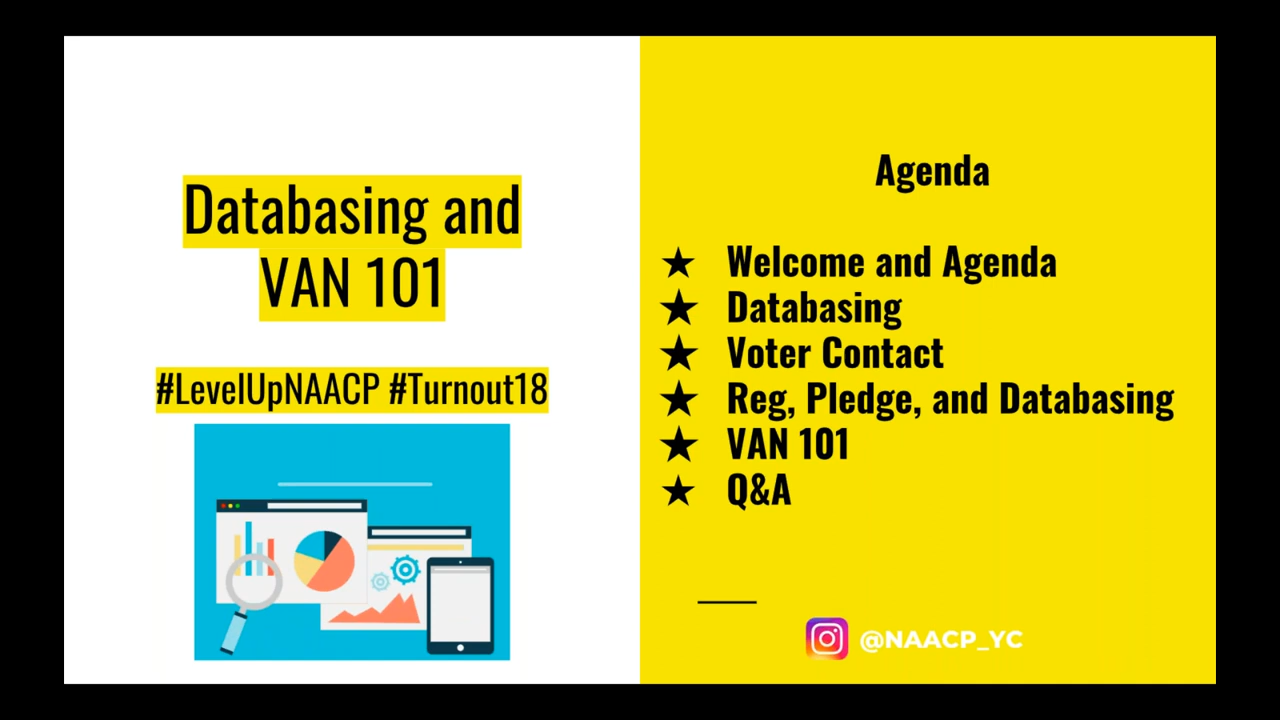 Databasing and
VAN 101
#LevelUpNAACP #Turnout18
Agenda
★ Welcome and Agenda
★ Databasing
★ Voter Contact
★ Reg, Pledge, and Databasing
★ VAN 101
★ Q&A
@NAACP_YC